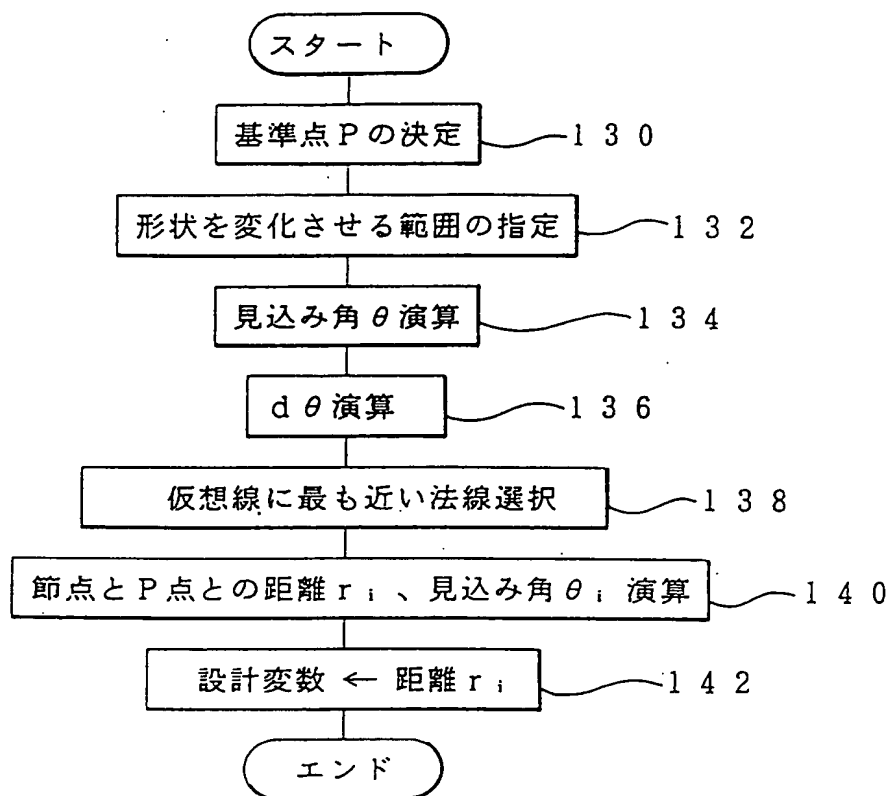 スタート
基準点Pの決定 130
形状を変化させる範囲の指定 132
見込み角θ演算 134
dθ演算 136
仮想線に最も近い法線選択 138
節点とP点との距離rᵢ、見込み角θᵢ演算 140
設計変数 ← 距離rᵢ 142
エンド